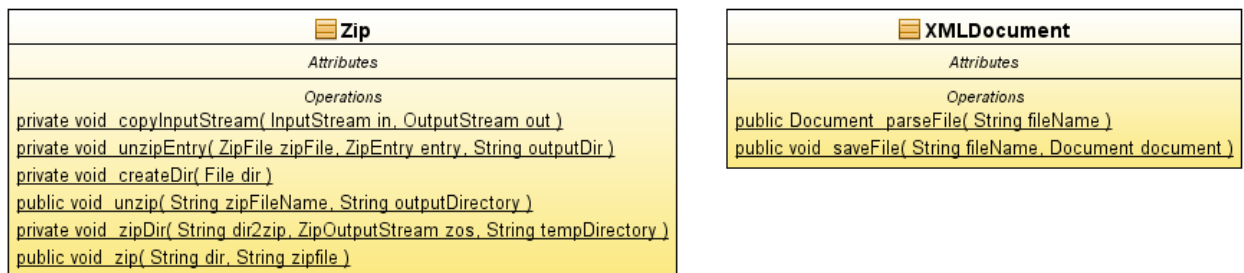 Zip
Attributes
Operations
private void copyInputStream( InputStream in, OutputStream out )
private void unzipEntry( ZipFile zipFile, ZipEntry entry, String outputDir )
private void createDir( File dir )
public void unzip( String zipFileName, String outputDirectory )
private void zipDir( String dir2zip, ZipOutputStream zos, String tempDirectory )
public void zip( String dir, String zipfile )
XMLDocument
Attributes
Operations
public Document parseFile( String fileName )
public void saveFile( String fileName, Document document )